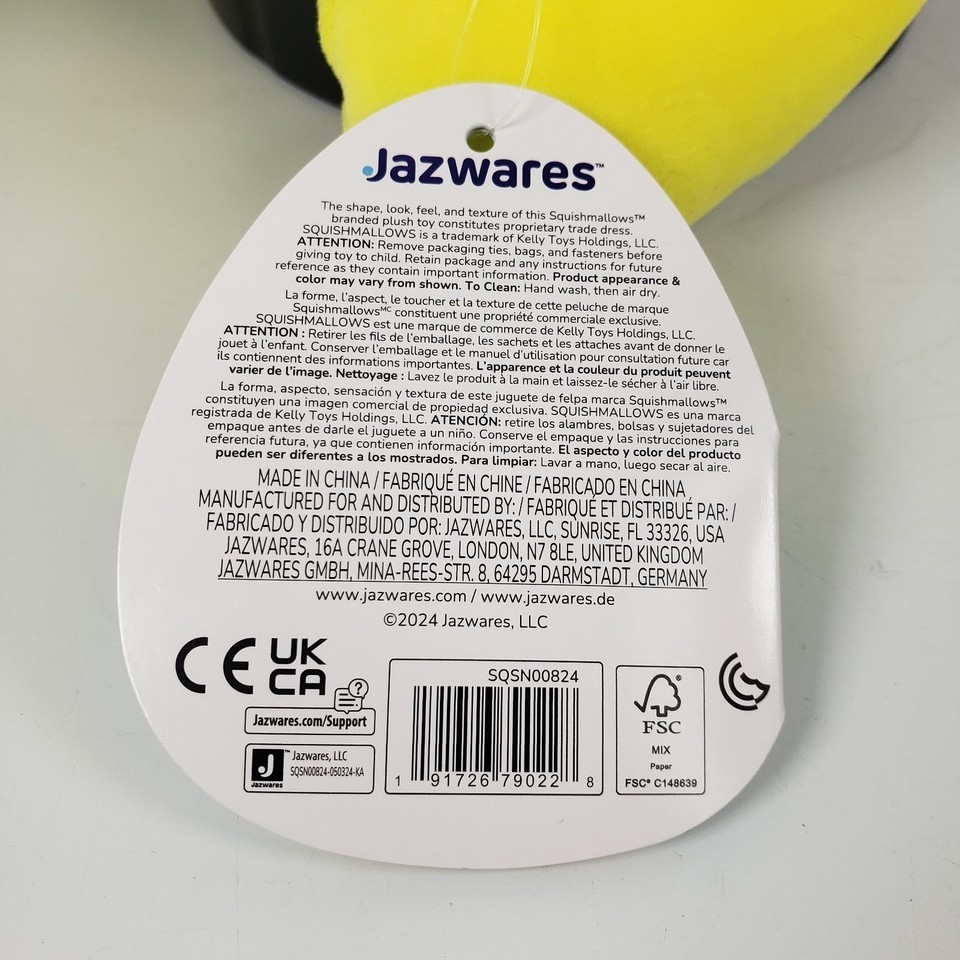 Jazwares™
The shape, look, feel, and texture of this Squishmallows™
branded plush toy constitutes proprietary trade dress.
SQUISHMALLOWS is a trademark of Kelly Toys Holdings, LLC.
ATTENTION: Remove packaging ties, bags, and fasteners before
giving toy to child. Retain package and any instructions for future
reference as they contain important information. Product appearance &
color may vary from shown. To Clean: Hand wash, then air dry.
La forme, l'aspect, le toucher et la texture de cette peluche de marque
Squishmallowsᴹᶜ constituent une propriété commerciale exclusive.
SQUISHMALLOWS est une marque de commerce de Kelly Toys Holdings, LLC.
ATTENTION : Retirer les fils de l'emballage, les sachets et les attaches avant de donner le
jouet à l'enfant. Conserver l'emballage et le manuel d'utilisation pour consultation future car
ils contiennent des informations importantes. L'apparence et la couleur du produit peuvent
varier de l'image. Nettoyage : Lavez le produit à la main et laissez-le sécher à l'air libre.
La forma, aspecto, sensación y textura de este juguete de felpa marca Squishmallows™
constituyen una imagen comercial de propiedad exclusiva. SQUISHMALLOWS es una marca
registrada de Kelly Toys Holdings, LLC. ATENCIÓN: retire los alambres, bolsas y sujetadores del
empaque antes de darle el juguete a un niño. Conserve el empaque y las instrucciones para
referencia futura, ya que contienen información importante. El aspecto y color del producto
pueden ser diferentes a los mostrados. Para limpiar: Lavar a mano, luego secar al aire.
MADE IN CHINA / FABRIQUÉ EN CHINE / FABRICADO EN CHINA
MANUFACTURED FOR AND DISTRIBUTED BY: / FABRIQUÉ ET DISTRIBUÉ PAR: /
FABRICADO Y DISTRIBUIDO POR: JAZWARES, LLC, SUNRISE, FL 33326, USA
JAZWARES, 16A CRANE GROVE, LONDON, N7 8LE, UNITED KINGDOM
JAZWARES GMBH, MINA-REES-STR. 8, 64295 DARMSTADT, GERMANY
www.jazwares.com / www.jazwares.de
©2024 Jazwares, LLC
CE
UK
CA
?
Jazwares.com/Support
J™
Jazwares
Jazwares, LLC
SQSN00824-050324-KA
SQSN00824
1 91726 79022 8
FSC
MIX
Paper
FSC® C148639